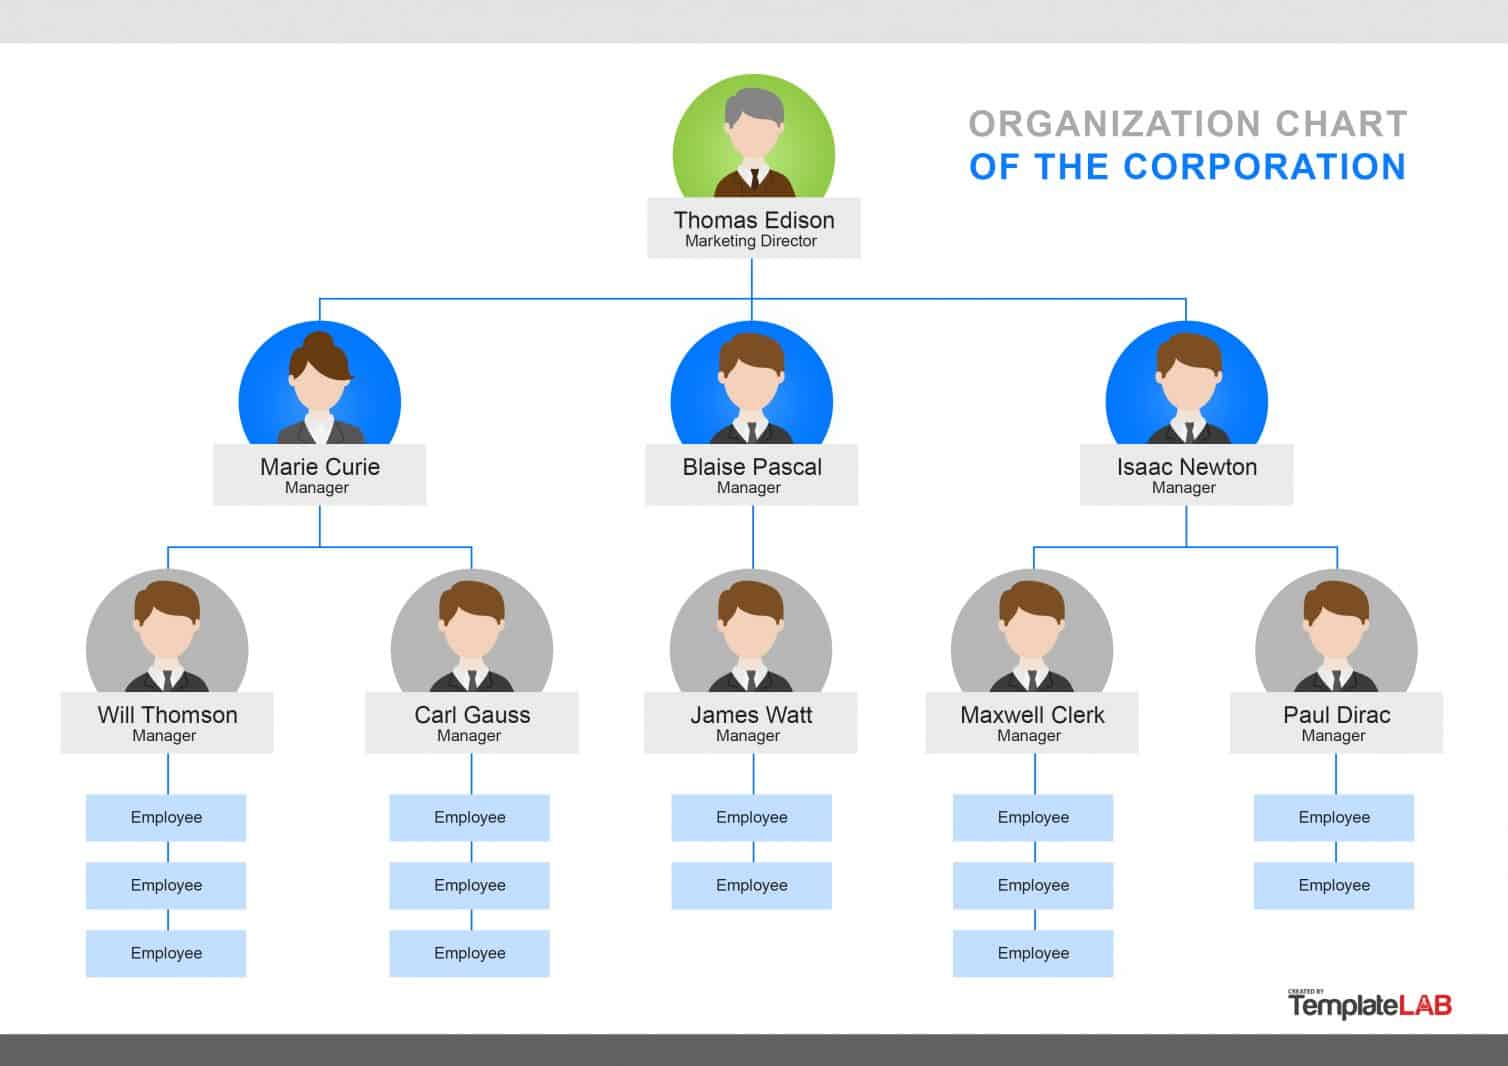 ORGANIZATION CHART
OF THE CORPORATION
Thomas Edison
Marketing Director
Marie Curie
Manager
Blaise Pascal
Manager
Isaac Newton
Manager
Will Thomson
Manager
Carl Gauss
Manager
James Watt
Manager
Maxwell Clerk
Manager
Paul Dirac
Manager
Employee
Employee
Employee
Employee
Employee
Employee
Employee
Employee
Employee
Employee
Employee
Employee
Employee
CREATED BY
TemplateLAB